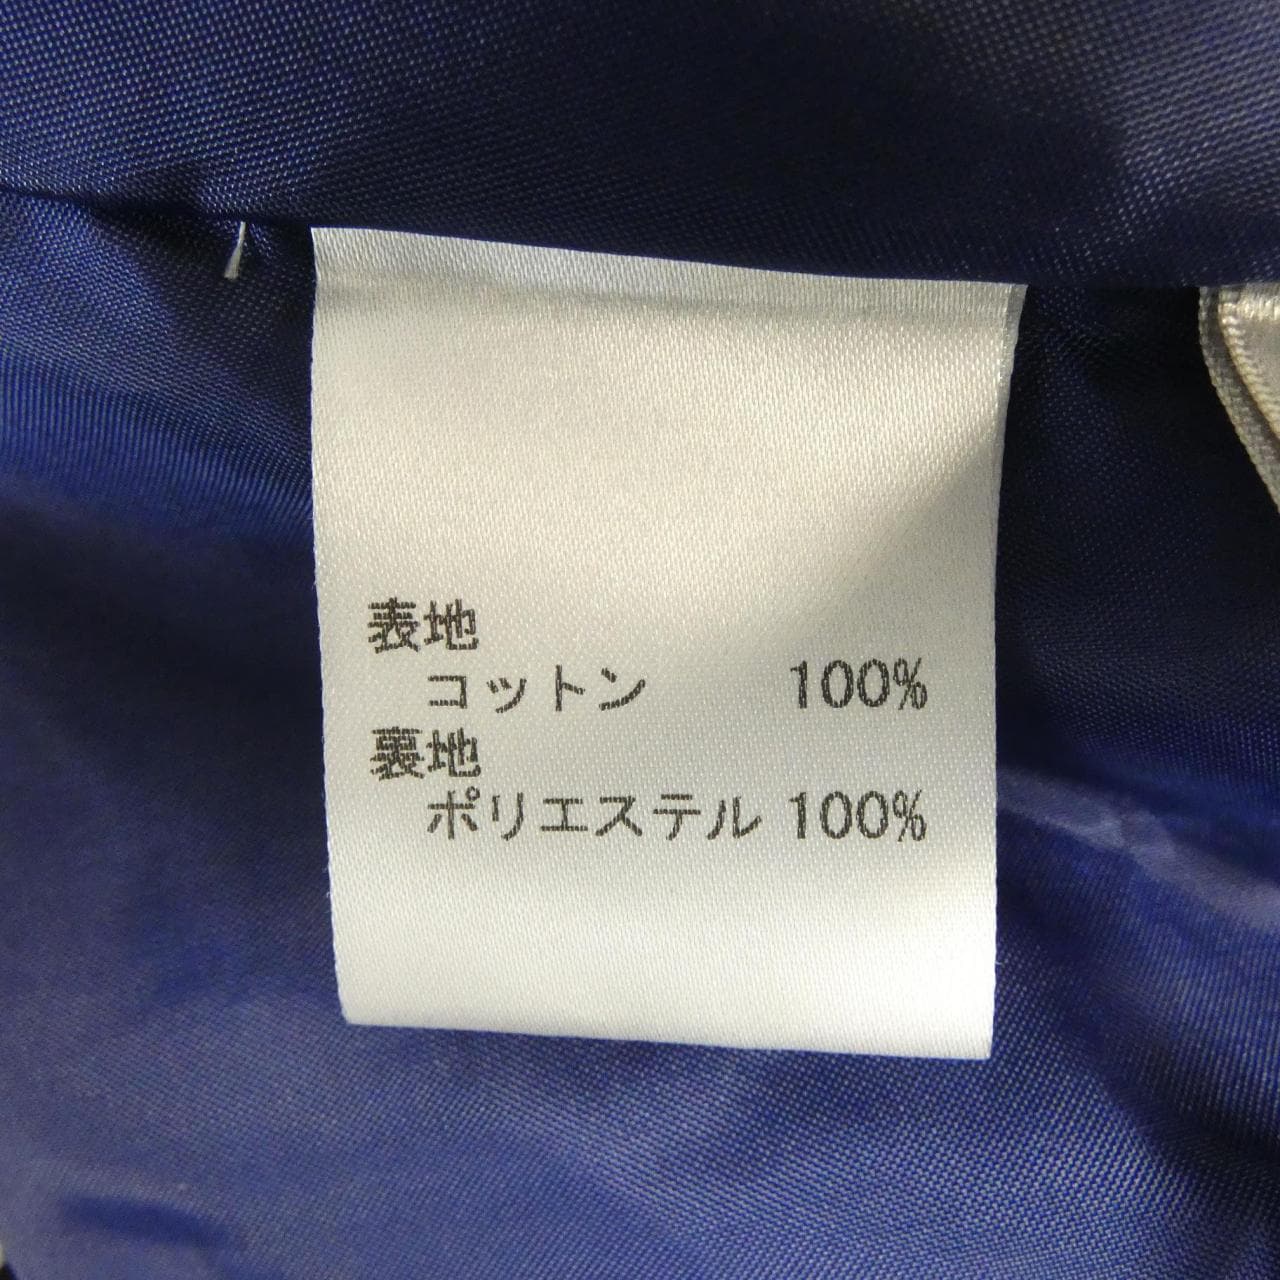 表地
コットン 100%
裏地
ポリエステル 100%